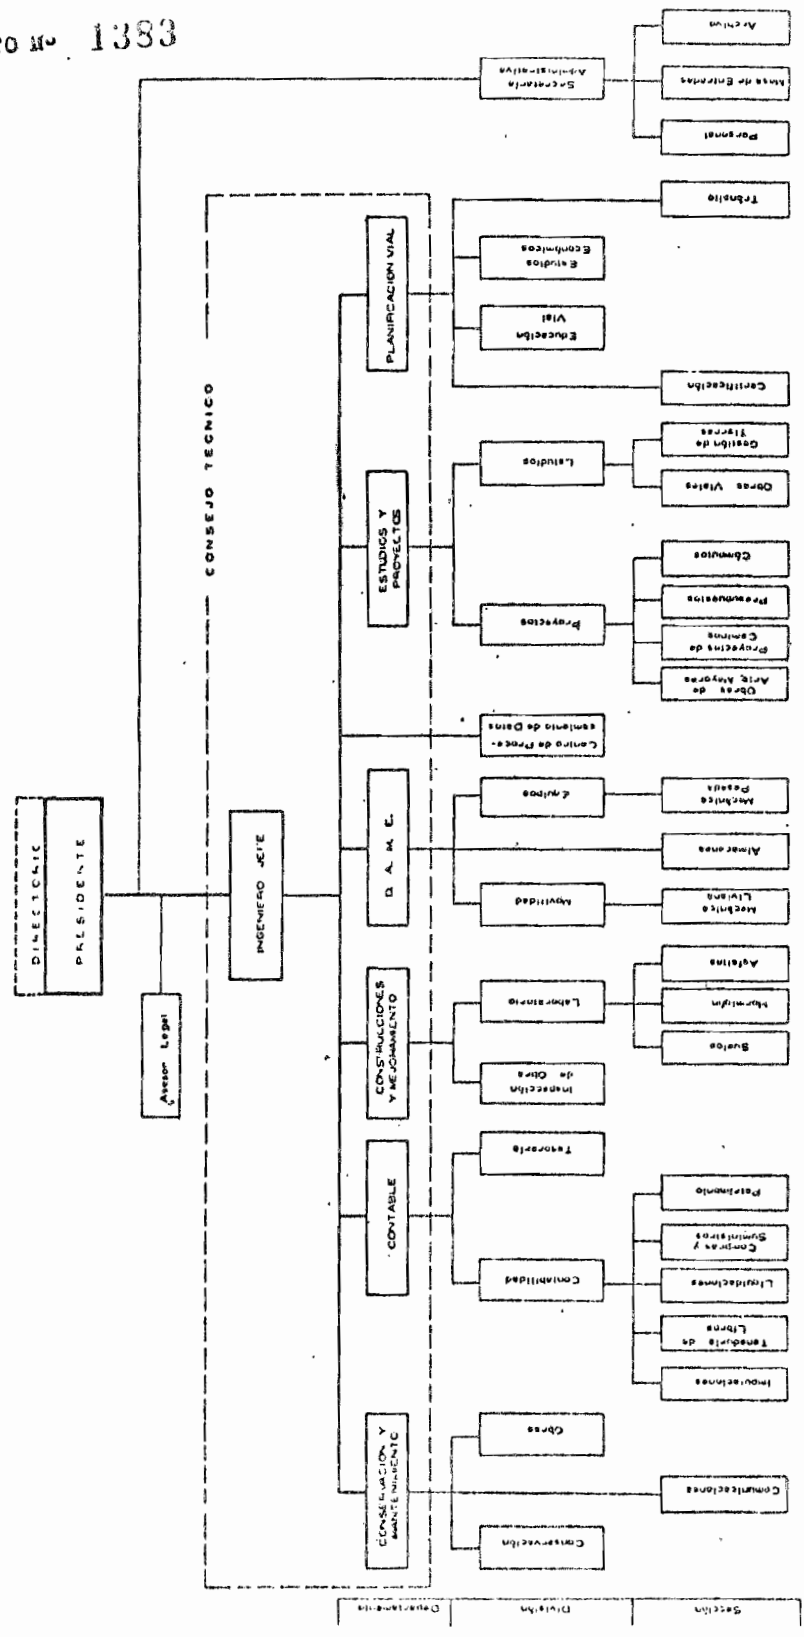 Nº 1383
DIRECTORIO
PRESIDENTE
Asesor Legal
CONSEJO TECNICO
INGENIERO JEFE
CONSERVACION Y
MANTENIMIENTO
CONTABLE
CONSTRUCCIONES
Y MEJORAMIENTO
D. A. M. E.
ESTUDIOS Y
PROYECTOS
PLANIFICACION VIAL
Secretaría
Administrativa
Conservación
Obras
Contabilidad
Tesorería
Inspección
de Obra
Laboratorio
Movilidad
Equipos
Centro de Proce-
samiento de Datos
Proyectos
Estudios
Educación
Vial
Estudios
Económicos
Comunicaciones
Imputaciones
Teneduría de
Libros
Liquidaciones
Compras y
Suministros
Patrimonio
Suelos
Hormigón
Asfaltos
Mecánica
Liviana
Almacenes
Mecánica
Pesada
Obras de
Arte Mayores
Proyectos de
Caminos
Presupuestos
Cómputos
Obras Viales
Gestión de
Tierras
Certificación
Tránsito
Personal
Mesa de Entradas
Archivo
Departamento
División
Sección